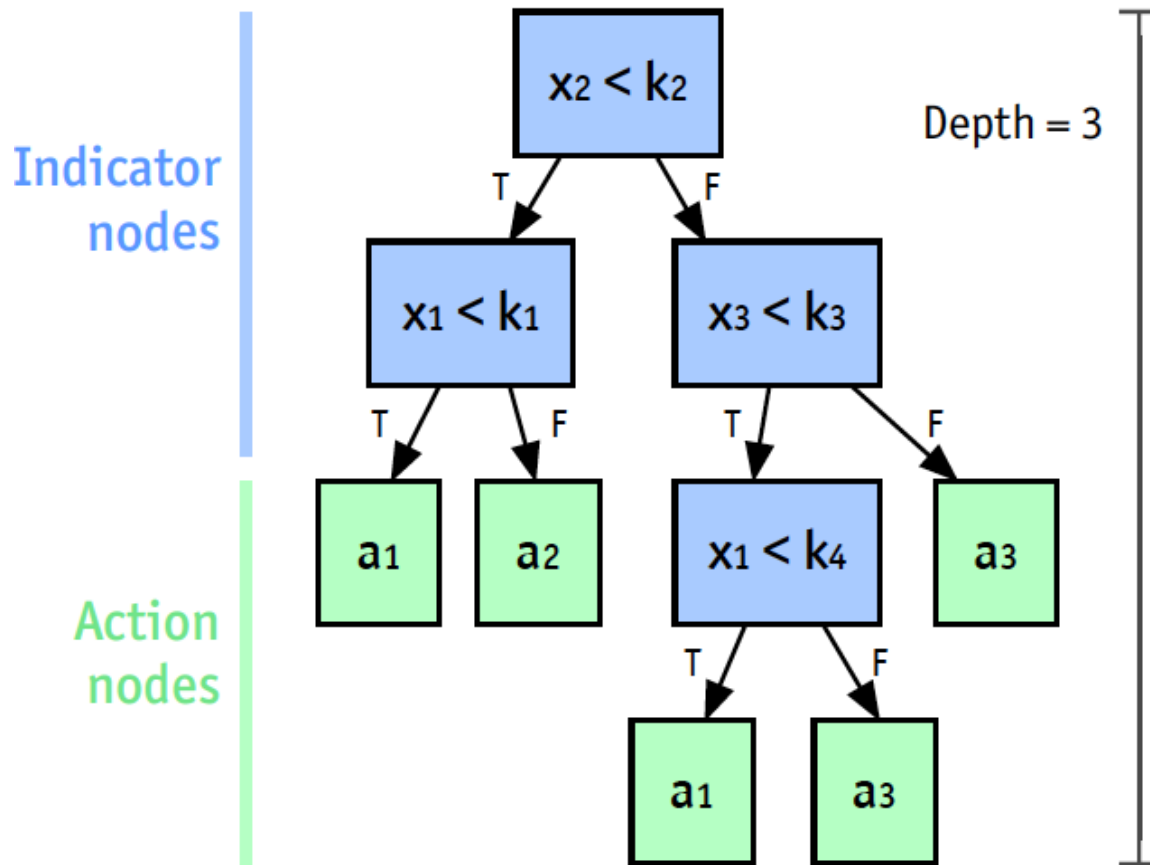 x₂ < k₂
Depth = 3
Indicator
nodes
T
F
x₁ < k₁
x₃ < k₃
T
F
T
F
a₁
a₂
x₁ < k₄
a₃
Action
nodes
T
F
a₁
a₃